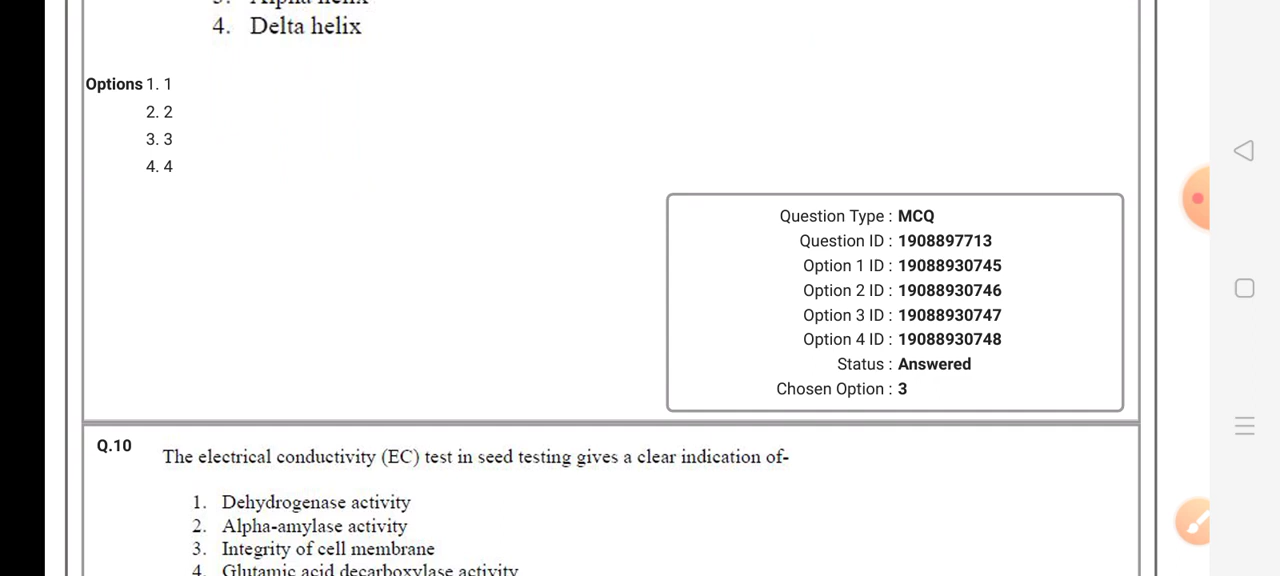 3. Alpha helix
4. Delta helix
Options 1. 1
2. 2
3. 3
4. 4
Question Type : MCQ
Question ID : 1908897713
Option 1 ID : 19088930745
Option 2 ID : 19088930746
Option 3 ID : 19088930747
Option 4 ID : 19088930748
Status : Answered
Chosen Option : 3
Q.10 The electrical conductivity (EC) test in seed testing gives a clear indication of-
1. Dehydrogenase activity
2. Alpha-amylase activity
3. Integrity of cell membrane
4. Glutamic acid decarboxylase activity